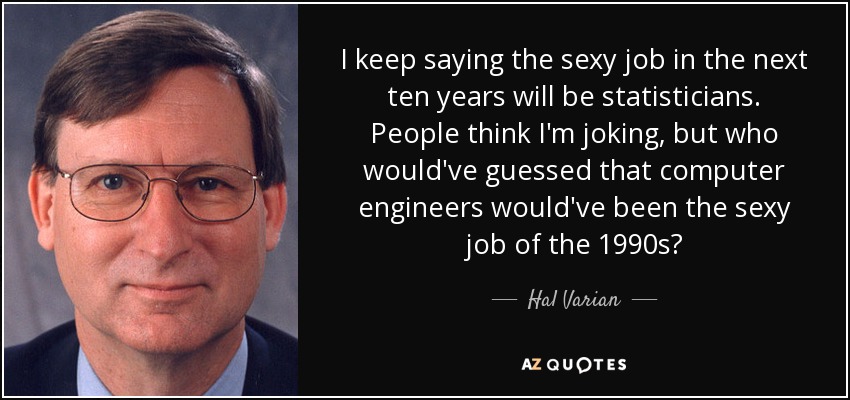 I keep saying the sexy job in the next
ten years will be statisticians.
People think I'm joking, but who
would've guessed that computer
engineers would've been the sexy
job of the 1990s?
Hal Varian
AZ QUOTES